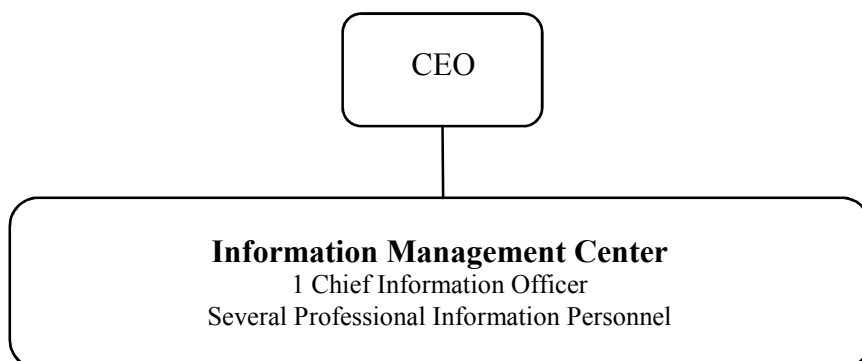 CEO
Information Management Center
1 Chief Information Officer
Several Professional Information Personnel